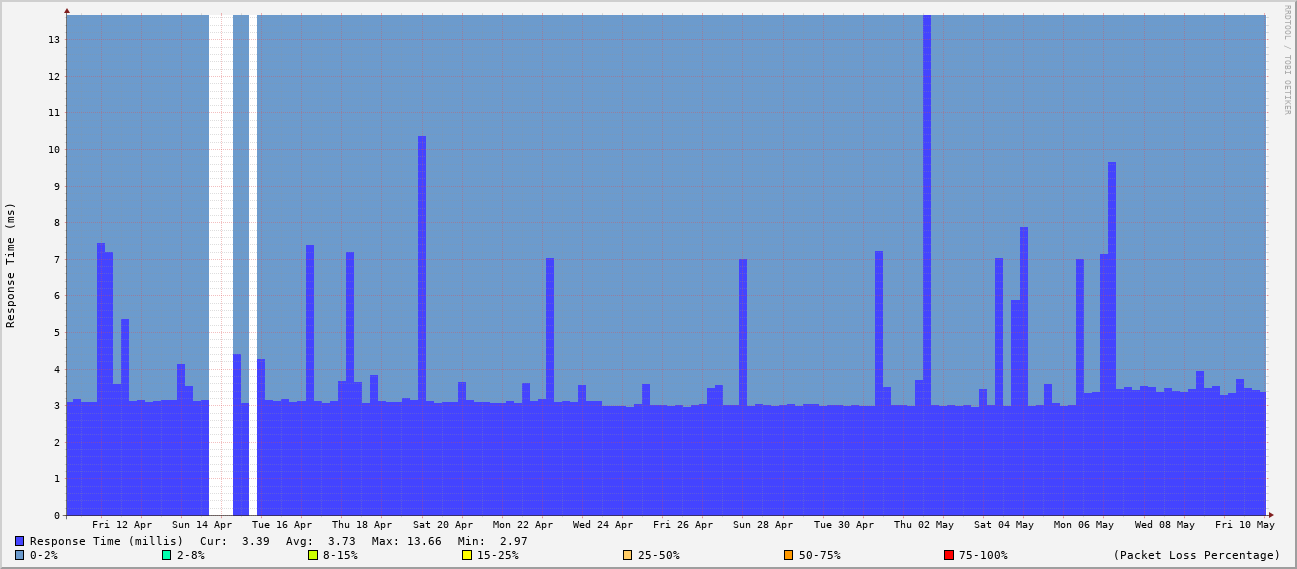 RRDTOOL / TOBI OETIKER
Response Time (ms)
13
12
11
10
9
8
7
6
5
4
3
2
1
0
Fri 12 Apr Sun 14 Apr Tue 16 Apr Thu 18 Apr Sat 20 Apr Mon 22 Apr Wed 24 Apr Fri 26 Apr Sun 28 Apr Tue 30 Apr Thu 02 May Sat 04 May Mon 06 May Wed 08 May Fri 10 May
Response Time (millis) Cur: 3.39 Avg: 3.73 Max: 13.66 Min: 2.97
0-2% 2-8% 8-15% 15-25% 25-50% 50-75% 75-100% (Packet Loss Percentage)